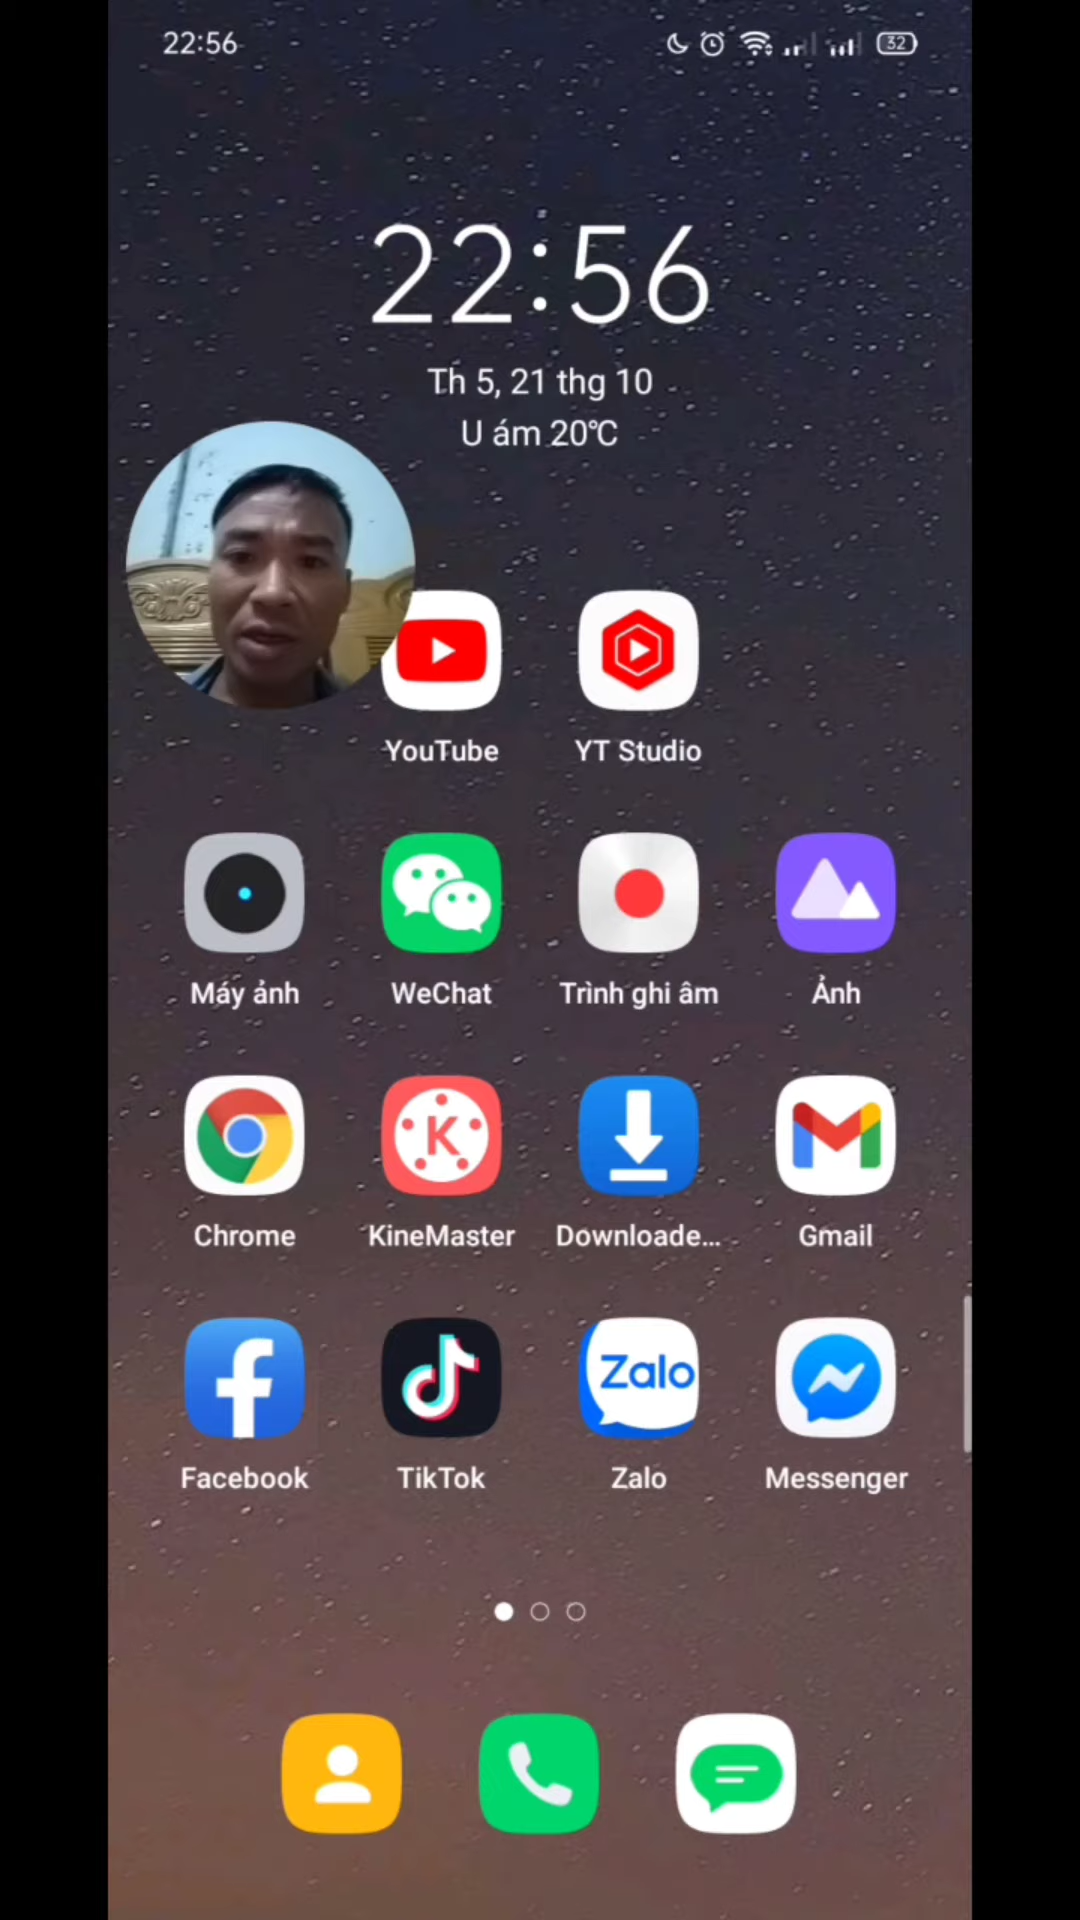 22:56
32
22:56
Th 5, 21 thg 10
U ám 20°C
YouTube
YT Studio
Máy ảnh
WeChat
Trình ghi âm
Ảnh
K
Chrome
KineMaster
Downloade...
Gmail
Zalo
Facebook
TikTok
Zalo
Messenger